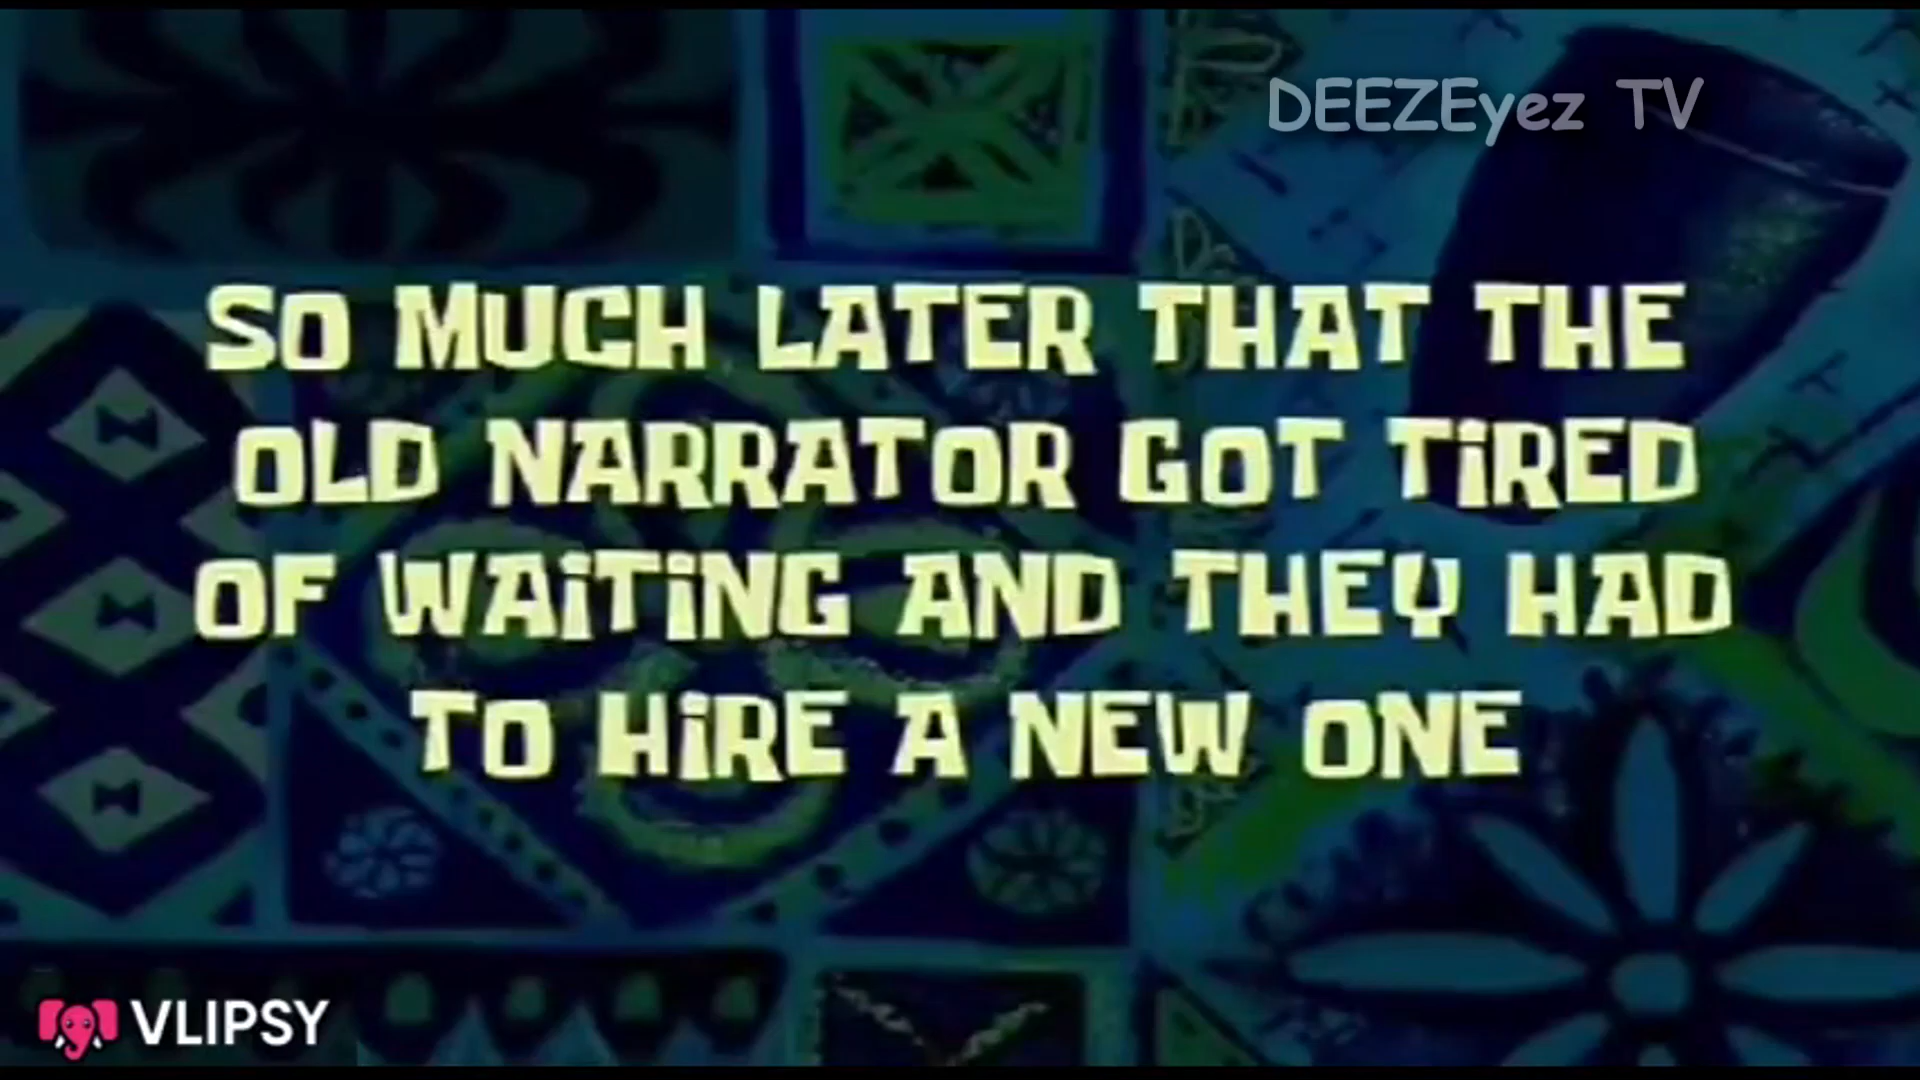 DEEZEyez TV
SO MUCH LATER THAT THE
OLD NARRATOR GOT TiRED
OF WAiTiNG AND THEY HAD
TO HiRE A NEW ONE
VLIPSY